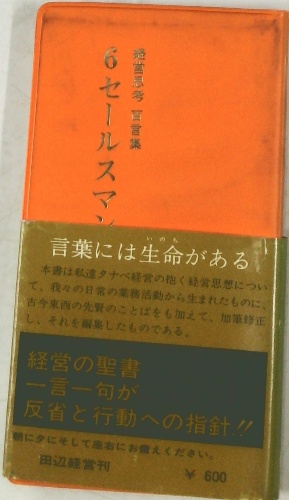 経営思考 百言集
6 セールスマン
いのち
言葉には生命がある
本書は私達タナベ経営の抱く経営思想につい
て、我々の日常の業務活動から生まれたものに、
古今東西の先賢のことばをも加えて、加筆修正
し、それを編集したものである。
経営の聖書
一言一句が
反省と行動への指針!!
朝に夕にそして座右にお備えください。
田辺経営刊
¥ 600